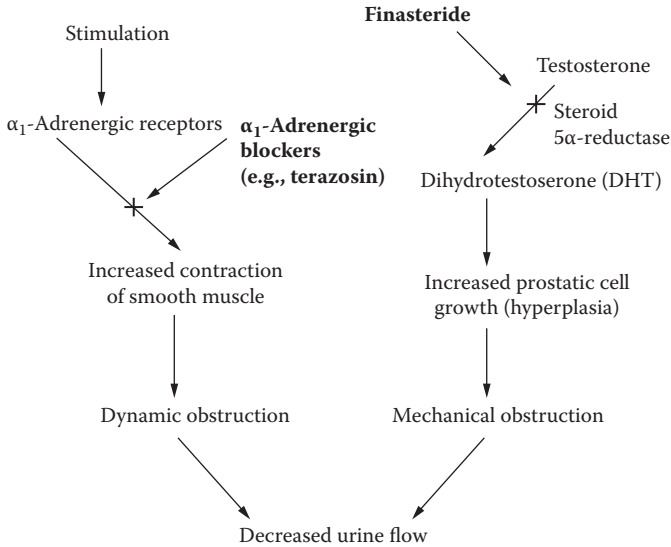 Stimulation
α1-Adrenergic receptors
α1-Adrenergic
blockers
(e.g., terazosin)
Increased contraction
of smooth muscle
Dynamic obstruction
Finasteride
Testosterone
Steroid
5α-reductase
Dihydrotestoserone (DHT)
Increased prostatic cell
growth (hyperplasia)
Mechanical obstruction
Decreased urine flow